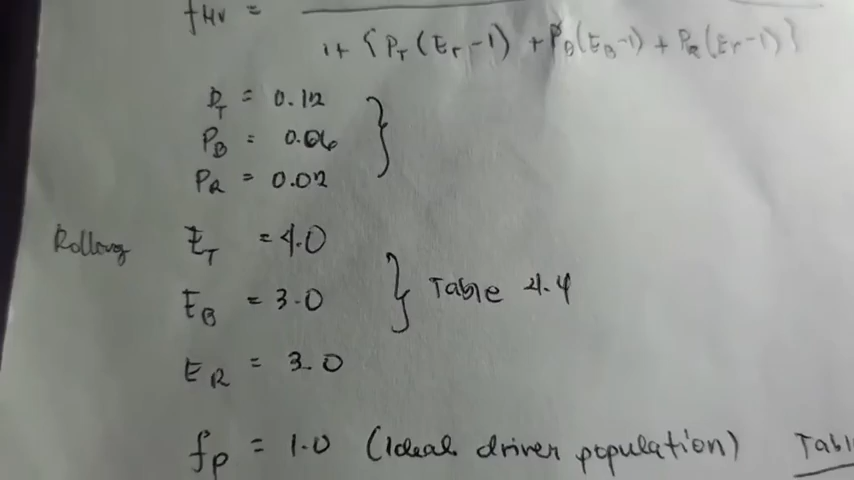 fHV =
1+ {PT(ET-1) + PB(EB-1) + PR(Er-1)}
PT = 0.12
PB = 0.06
PR = 0.02
Rolling ET = 4.0
EB = 3.0 } Table 4.4
ER = 3.0
fp = 1.0 (Ideal driver population) Tabl